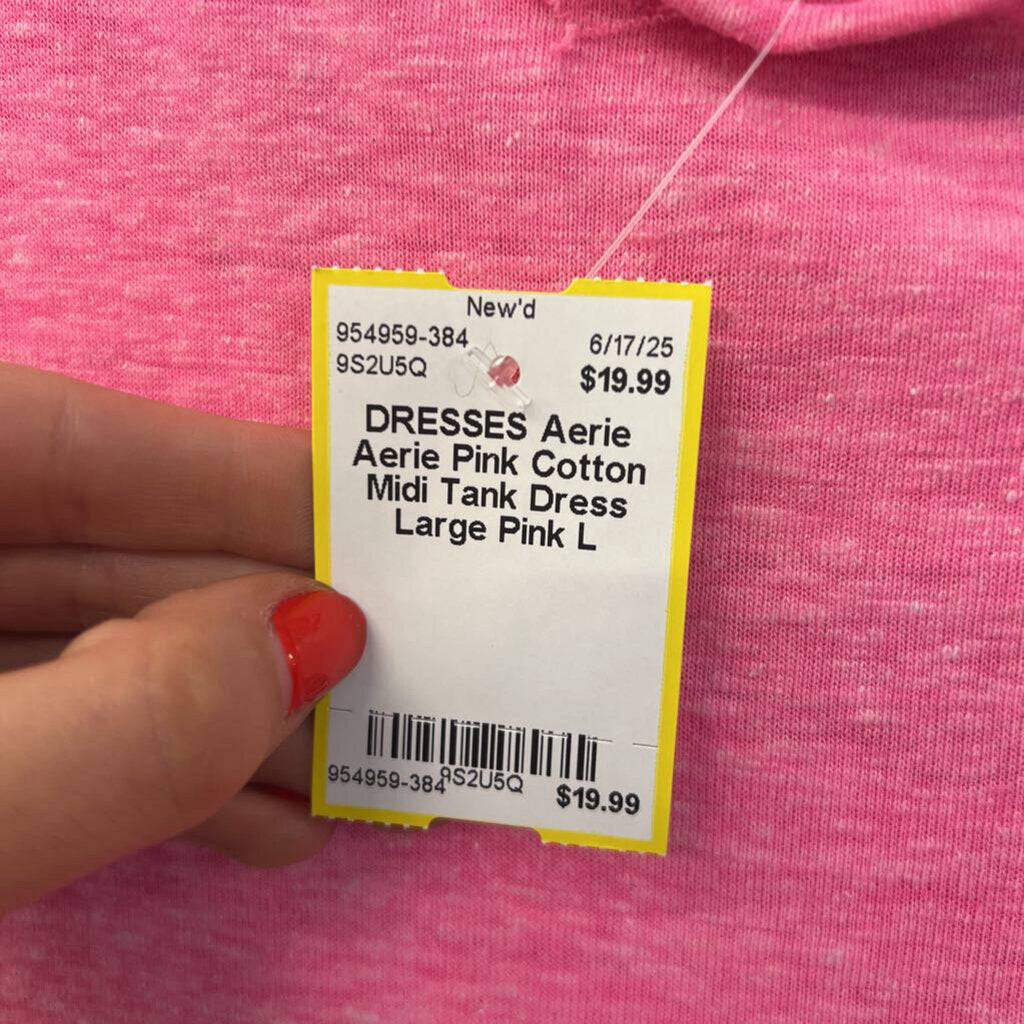 New'd
954959-384 6/17/25
9S2U5Q $19.99
DRESSES Aerie
Aerie Pink Cotton
Midi Tank Dress
Large Pink L
954959-384 9S2U5Q $19.99